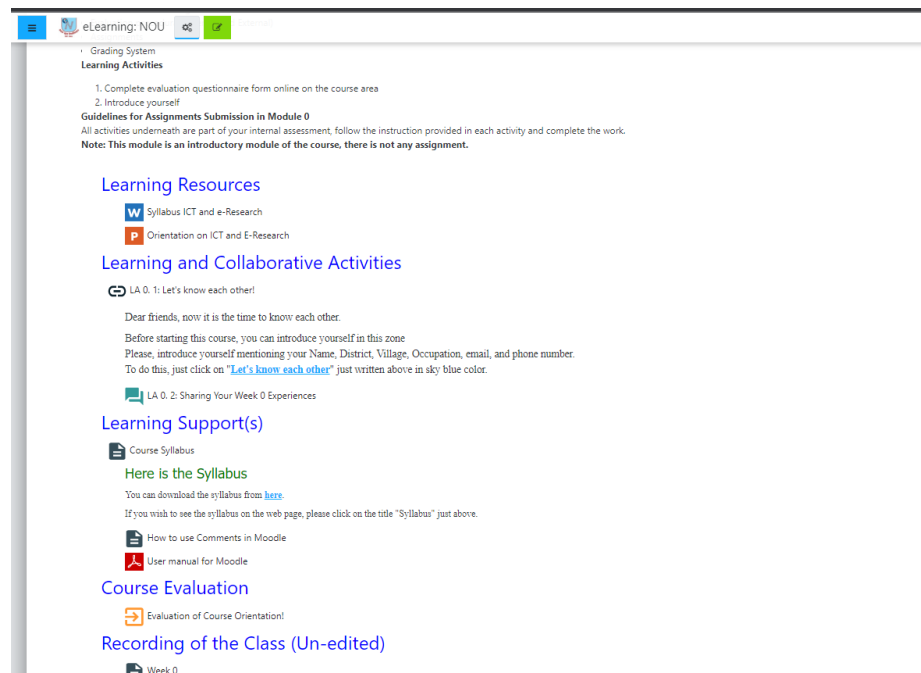 eLearning: NOU
Grading System
Learning Activities
1. Complete evaluation questionnaire form online on the course area
2. Introduce yourself
Guidelines for Assignments Submission in Module 0
All activities underneath are part of your internal assessment, follow the instruction provided in each activity and complete the work.
Note: This module is an introductory module of the course, there is not any assignment.
Learning Resources
W Syllabus ICT and e-Research
P Orientation on ICT and E-Research
Learning and Collaborative Activities
LA 0. 1: Let's know each other!
Dear friends, now it is the time to know each other.
Before starting this course, you can introduce yourself in this zone
Please, introduce yourself mentioning your Name, District, Village, Occupation, email, and phone number.
To do this, just click on "Let's know each other" just written above in sky blue color.
LA 0. 2: Sharing Your Week 0 Experiences
Learning Support(s)
Course Syllabus
Here is the Syllabus
You can download the syllabus from here.
If you wish to see the syllabus on the web page, please click on the title "Syllabus" just above.
How to use Comments in Moodle
User manual for Moodle
Course Evaluation
Evaluation of Course Orientation!
Recording of the Class (Un-edited)
Week 0